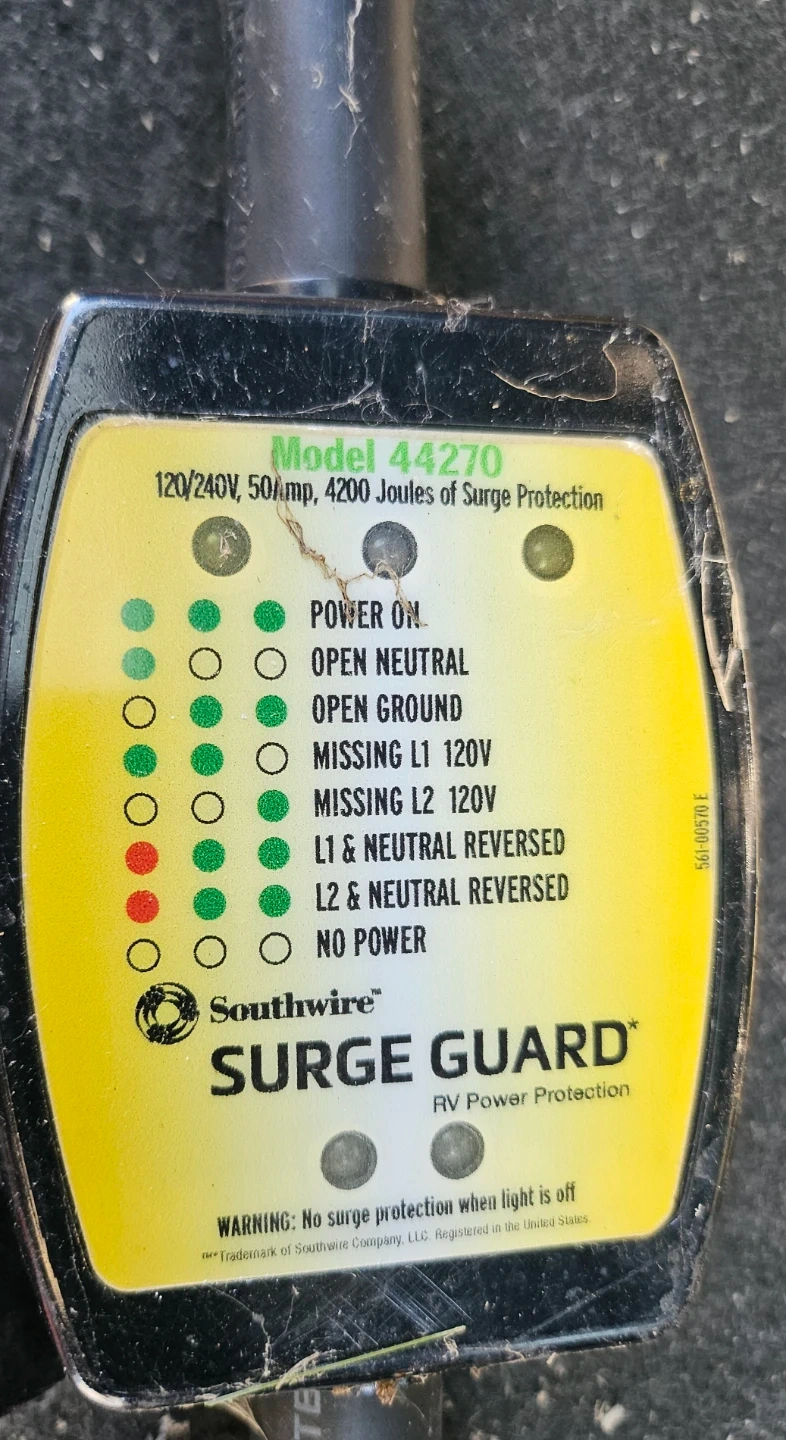 Model 44270
120/240V, 50Amp, 4200 Joules of Surge Protection
POWER ON
OPEN NEUTRAL
OPEN GROUND
MISSING L1 120V
MISSING L2 120V
L1 & NEUTRAL REVERSED
L2 & NEUTRAL REVERSED
NO POWER
561-00570 E
Southwire™
SURGE GUARD*
RV Power Protection
WARNING: No surge protection when light is off
™*Trademark of Southwire Company, LLC. Registered in the United States.